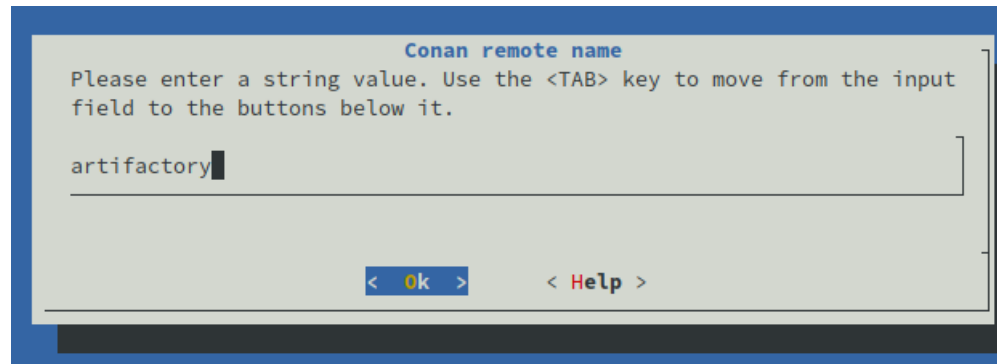 Conan remote name
Please enter a string value. Use the <TAB> key to move from the input
field to the buttons below it.
artifactory
< Ok > < Help >